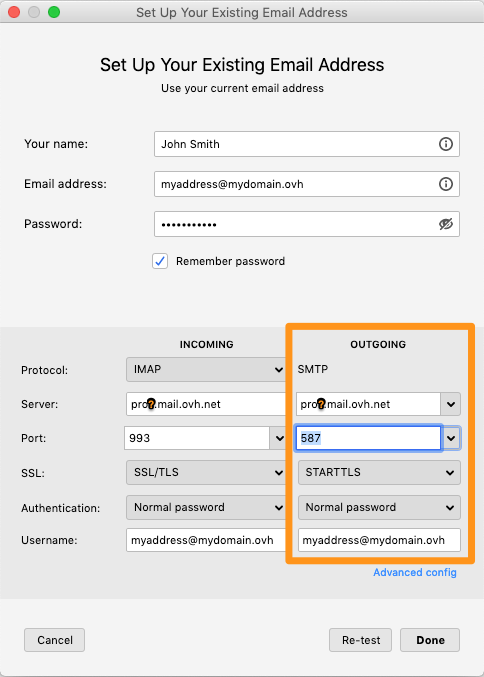 Set Up Your Existing Email Address
Set Up Your Existing Email Address
Use your current email address
Your name: John Smith
Email address: myaddress@mydomain.ovh
Password: •••••••••••
Remember password
INCOMING OUTGOING
Protocol: IMAP SMTP
Server: pro?.mail.ovh.net pro?.mail.ovh.net
Port: 993 587
SSL: SSL/TLS STARTTLS
Authentication: Normal password Normal password
Username: myaddress@mydomain.ovh myaddress@mydomain.ovh
Advanced config
Cancel Re-test Done